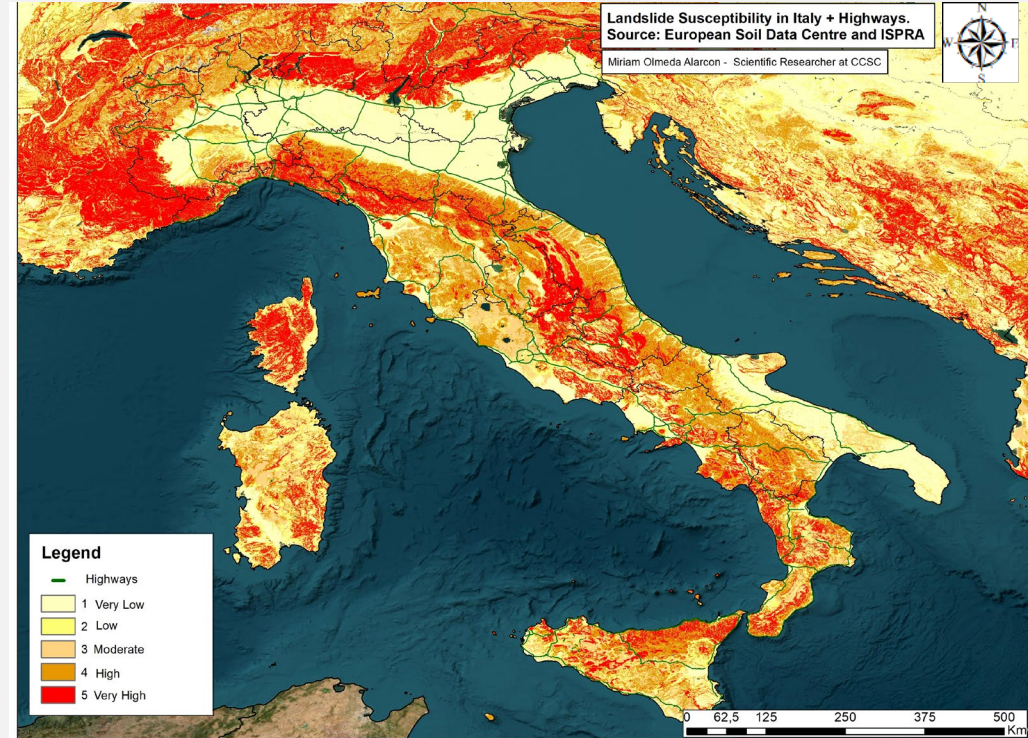 Landslide Susceptibility in Italy + Highways.
Source: European Soil Data Centre and ISPRA
Miriam Olmeda Alarcon - Scientific Researcher at CCSC
N
W E
S
Legend
Highways
1 Very Low
2 Low
3 Moderate
4 High
5 Very High
0 62,5 125 250 375 500
Km